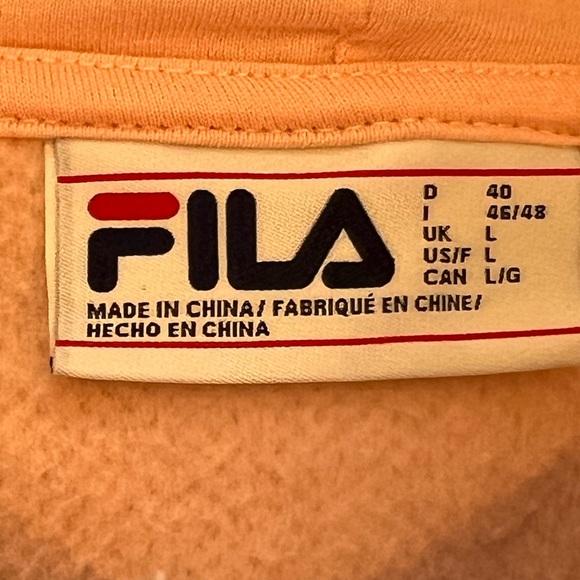 FILA
D 40
I 46/48
UK L
US/F L
CAN L/G
MADE IN CHINA/ FABRIQUÉ EN CHINE/
HECHO EN CHINA